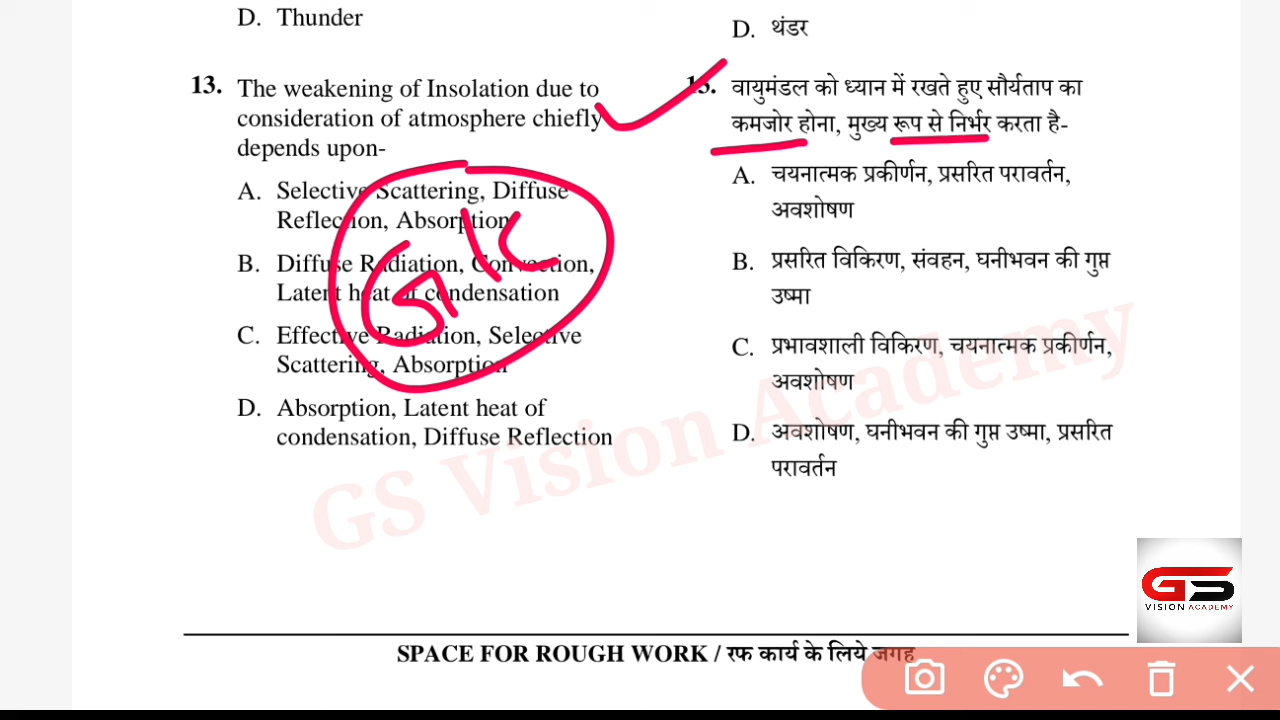 D. Thunder
13. The weakening of Insolation due to
consideration of atmosphere chiefly
depends upon-
A. Selective Scattering, Diffuse
Reflection, Absorption
B. Diffuse Radiation, Convection,
Latent heat of condensation
C. Effective Radiation, Selective
Scattering, Absorption
D. Absorption, Latent heat of
condensation, Diffuse Reflection
D. थंडर
13. वायुमंडल को ध्यान में रखते हुए सौर्यताप का
कमजोर होना, मुख्य रूप से निर्भर करता है-
A. चयनात्मक प्रकीर्णन, प्रसरित परावर्तन,
अवशोषण
B. प्रसरित विकिरण, संवहन, घनीभवन की गुप्त
उष्मा
C. प्रभावशाली विकिरण, चयनात्मक प्रकीर्णन,
अवशोषण
D. अवशोषण, घनीभवन की गुप्त उष्मा, प्रसरित
परावर्तन
GK
GS Vision Academy
GS
VISION ACADEMY
SPACE FOR ROUGH WORK / रफ कार्य के लिये जगह